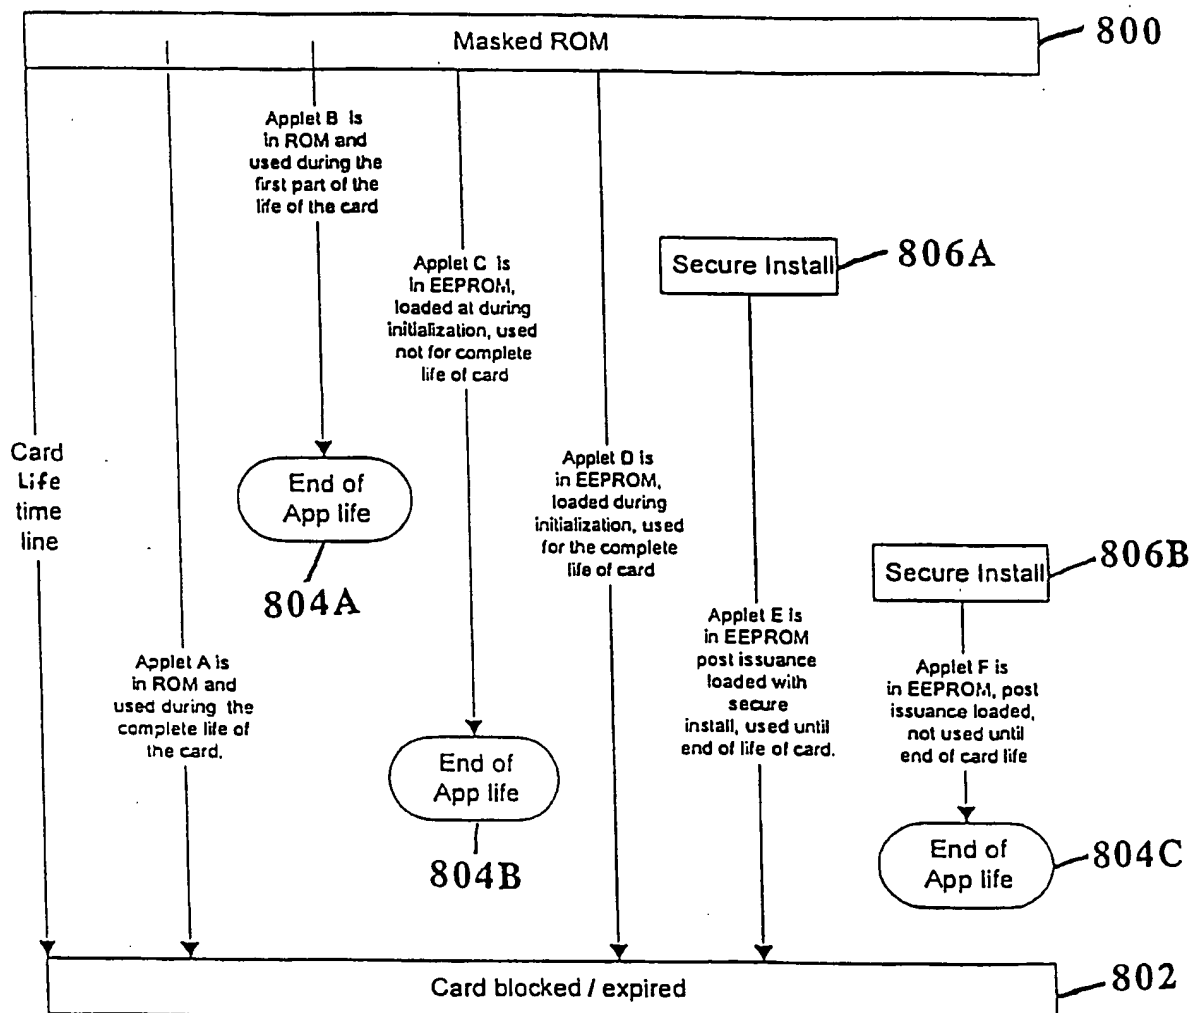 Masked ROM
800
Applet B is
in ROM and
used during the
first part of the
life of the card
Applet C is
in EEPROM,
loaded at during
initialization, used
not for complete
life of card
Secure Install
806A
Card
Life
time
line
End of
App life
804A
Applet D is
in EEPROM,
loaded during
initialization, used
for the complete
life of card
Secure Install
806B
Applet A is
in ROM and
used during the
complete life of
the card.
Applet E is
in EEPROM
post issuance
loaded with
secure
install, used until
end of life of card.
Applet F is
in EEPROM, post
issuance loaded,
not used until
end of card life
End of
App life
804B
End of
App life
804C
Card blocked / expired
802